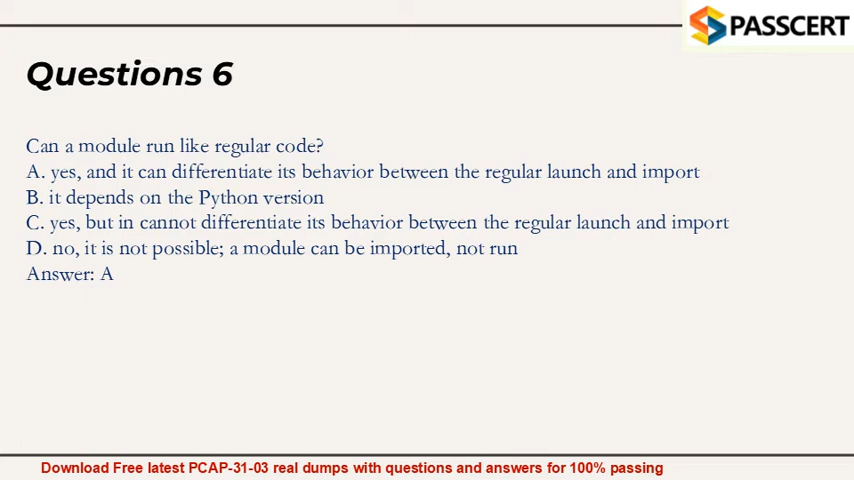 PASSCERT
Questions 6
Can a module run like regular code?
A. yes, and it can differentiate its behavior between the regular launch and import
B. it depends on the Python version
C. yes, but in cannot differentiate its behavior between the regular launch and import
D. no, it is not possible; a module can be imported, not run
Answer: A
Download Free latest PCAP-31-03 real dumps with questions and answers for 100% passing